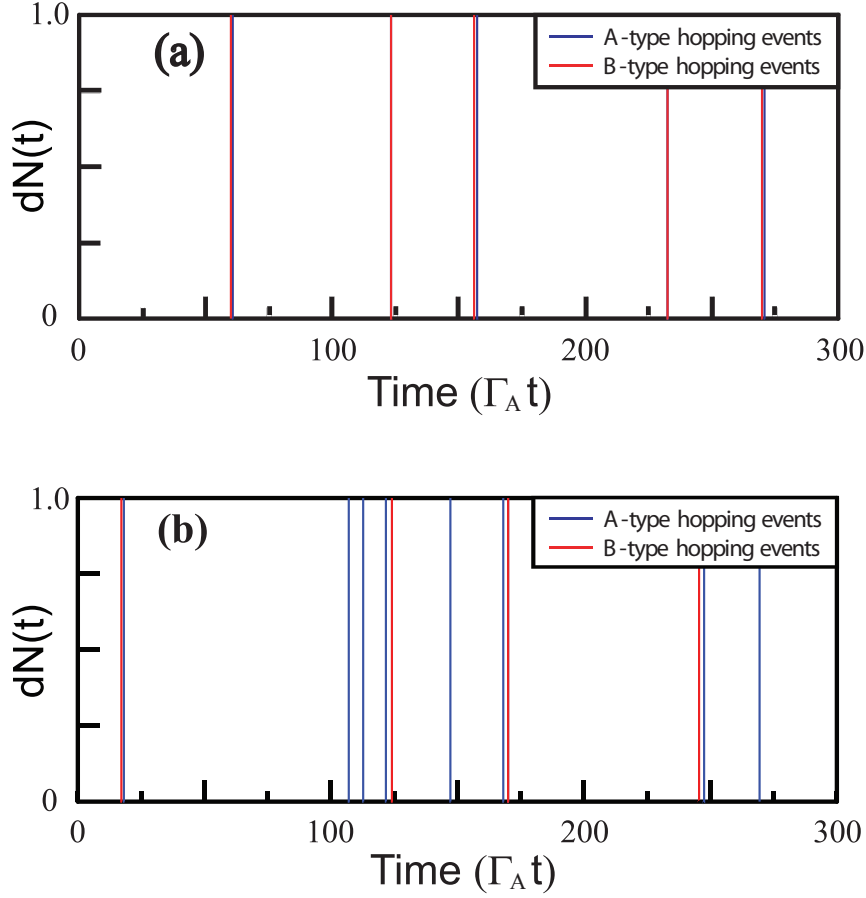 1.0
(a)
A-type hopping events
B-type hopping events
dN(t)
0
0
100
200
300
Time (Γ_A t)
1.0
(b)
A-type hopping events
B-type hopping events
dN(t)
0
0
100
200
300
Time (Γ_A t)